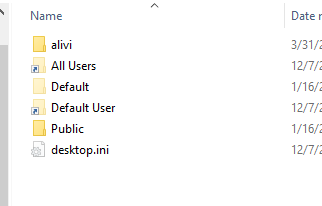 Name Date r
alivi 3/31/2
All Users 12/7/2
Default 1/16/2
Default User 12/7/2
Public 1/16/2
desktop.ini 12/7/2